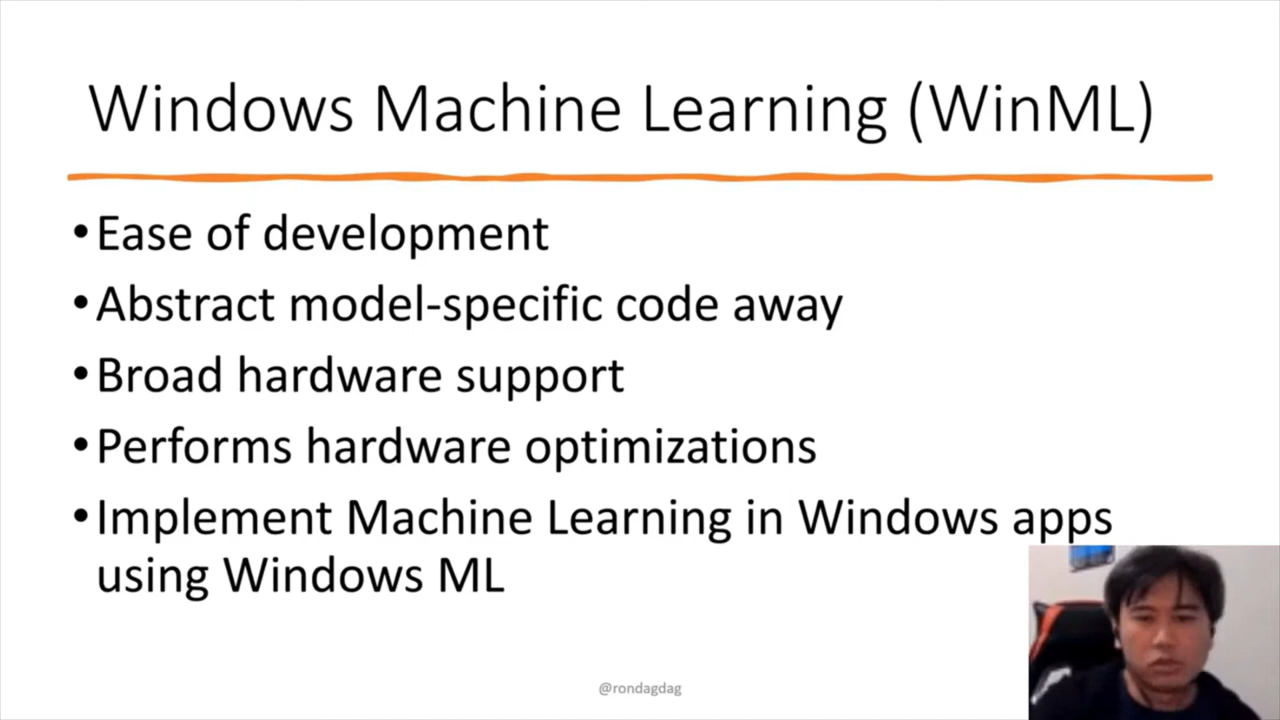 Windows Machine Learning (WinML)
•Ease of development
•Abstract model-specific code away
•Broad hardware support
•Performs hardware optimizations
•Implement Machine Learning in Windows apps
using Windows ML
@rondagdag